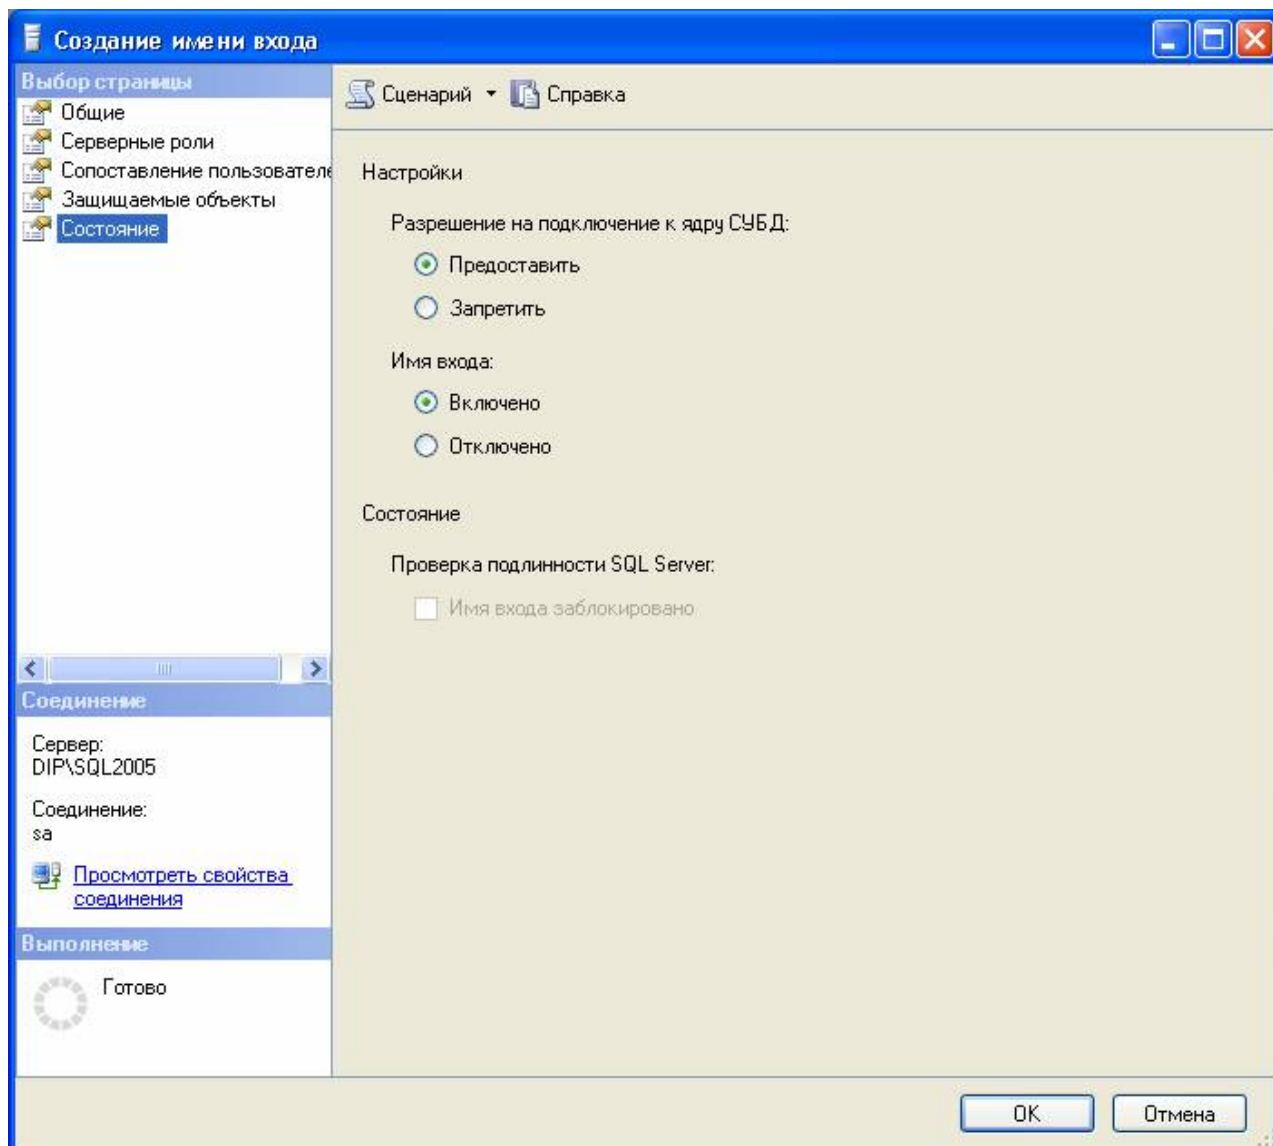 Создание имени входа
Выбор страницы
Общие
Серверные роли
Сопоставление пользователе
Защищаемые объекты
Состояние
Сценарий
Справка
Настройки
Разрешение на подключение к ядру СУБД:
Предоставить
Запретить
Имя входа:
Включено
Отключено
Состояние
Проверка подлинности SQL Server:
Имя входа заблокировано
Соединение
Сервер:
DIP\SQL2005
Соединение:
sa
Просмотреть свойства
соединения
Выполнение
Готово
OK
Отмена